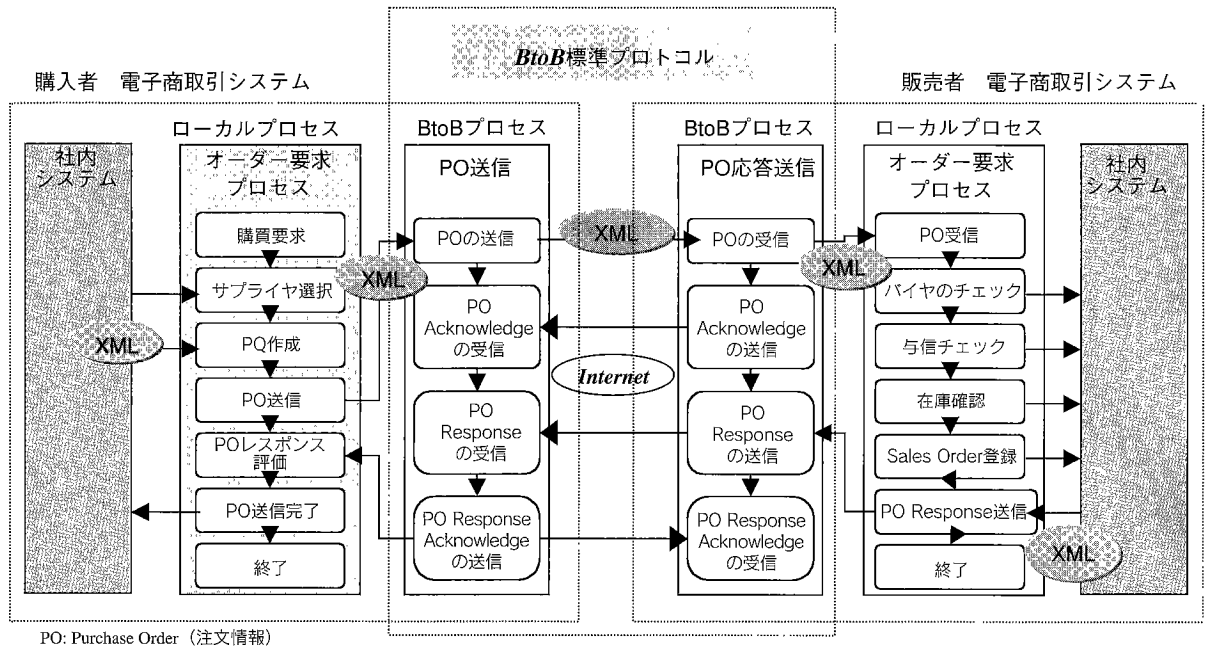 BtoB標準プロトコル
購入者 電子商取引システム
販売者 電子商取引システム
社内
システム
XML
ローカルプロセス
オーダー要求
プロセス
購買要求
サプライヤ選択
PQ作成
PO送信
POレスポンス
評価
PO送信完了
終了
XML
BtoBプロセス
PO送信
POの送信
PO
Acknowledge
の受信
PO
Response
の受信
PO Response
Acknowledge
の送信
XML
Internet
BtoBプロセス
PO応答送信
POの受信
PO
Acknowledge
の送信
PO
Response
の送信
PO Response
Acknowledge
の受信
XML
ローカルプロセス
オーダー要求
プロセス
PO受信
バイヤのチェック
与信チェック
在庫確認
Sales Order登録
PO Response送信
終了
XML
社内
システム
PO: Purchase Order（注文情報）